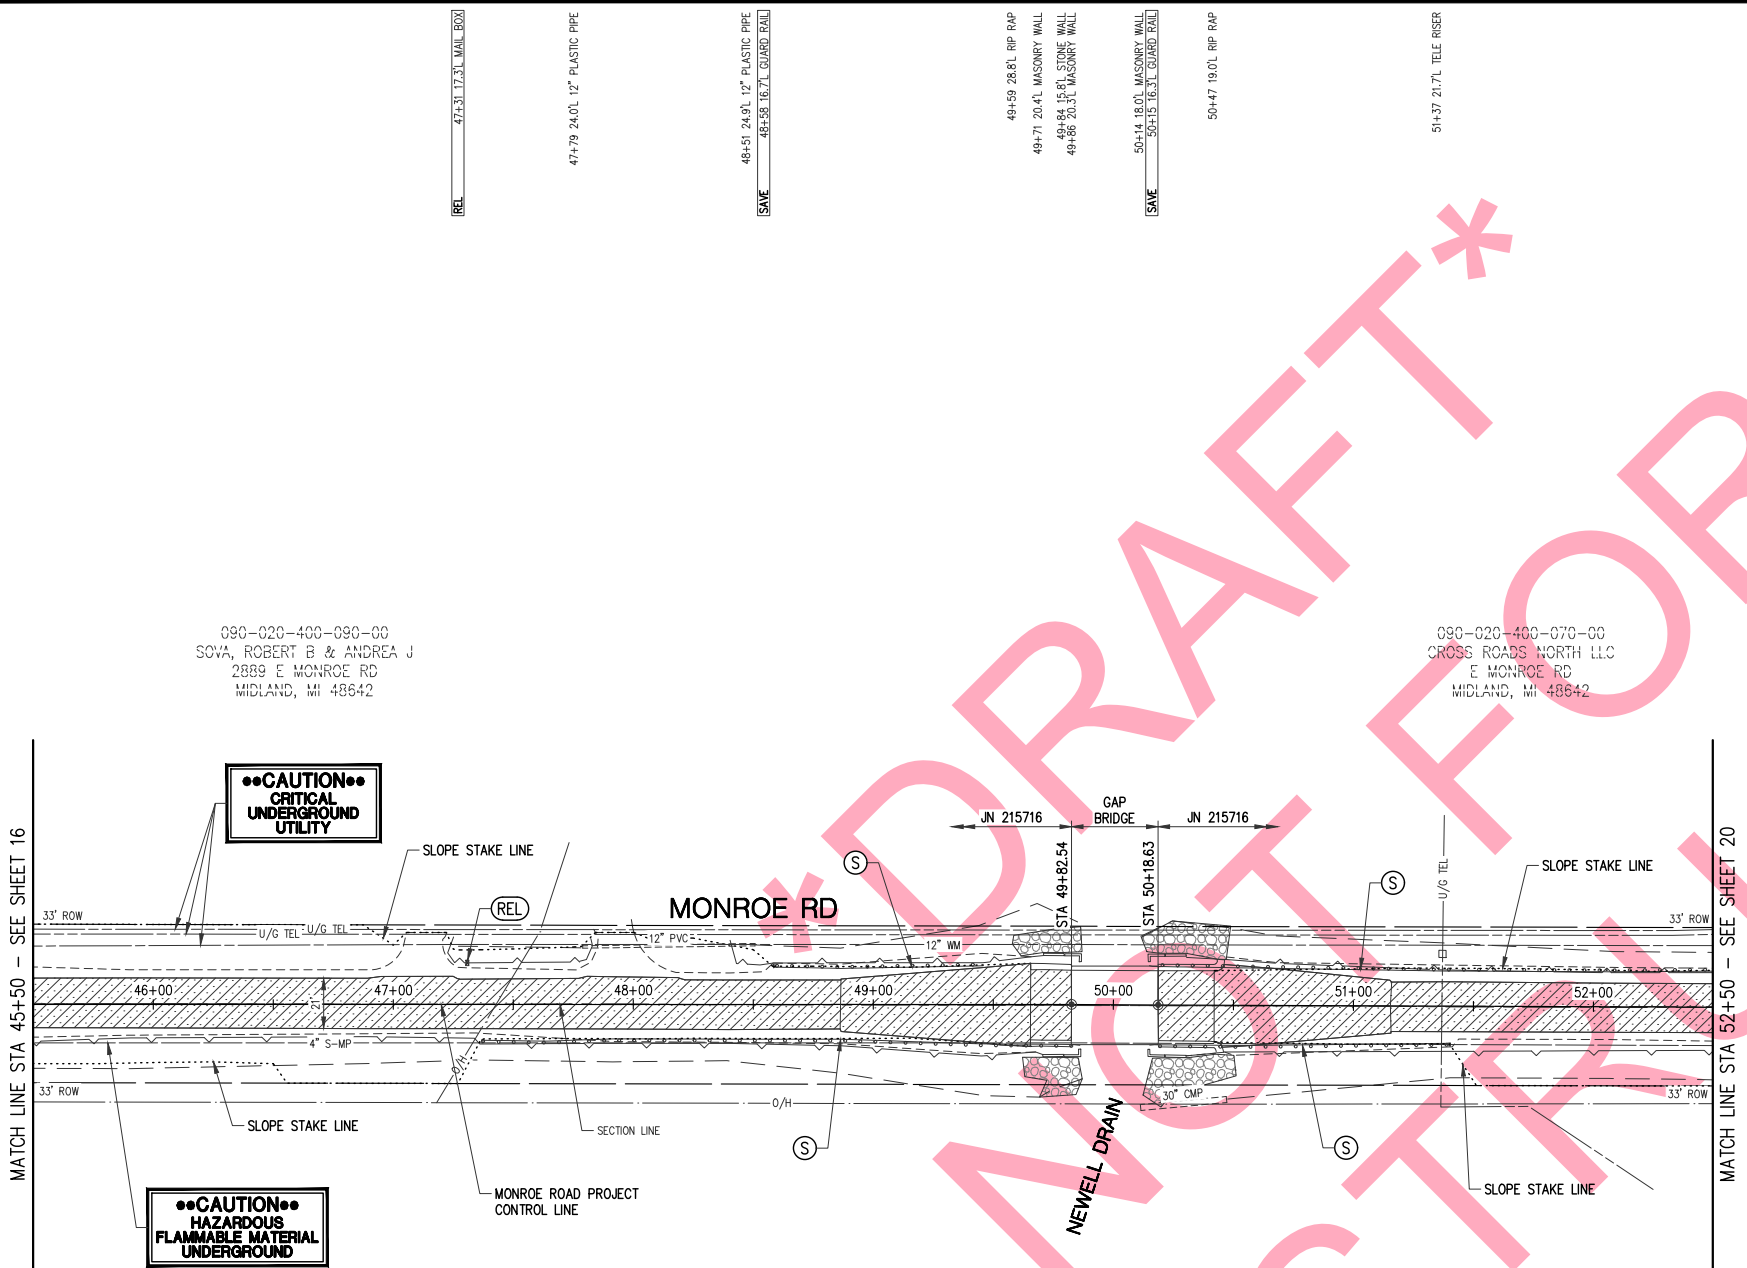 REL 47+31 17.3'L MAIL BOX
47+79 24.0'L 12" PLASTIC PIPE
48+51 24.9'L 12" PLASTIC PIPE
SAVE 48+58 16.7'L GUARD RAIL
49+59 28.8'L RIP RAP
49+71 20.4'L MASONRY WALL
49+84 15.8'L STONE WALL
49+86 20.3'L MASONRY WALL
50+14 18.0'L MASONRY WALL
SAVE 50+15 16.3'L GUARD RAIL
50+47 19.0'L RIP RAP
51+37 21.7'L TELE RISER
*DRAFT*
NOT FOR
STRU
090-020-400-090-00
SOVA, ROBERT B & ANDREA J
2889 E MONROE RD
MIDLAND, MI 48642
090-020-400-070-00
CROSS ROADS NORTH LLC
E MONROE RD
MIDLAND, MI 48642
MATCH LINE STA 45+50 - SEE SHEET 16
**CAUTION**
CRITICAL
UNDERGROUND
UTILITY
SLOPE STAKE LINE
REL
MONROE RD
S
JN 215716
GAP
BRIDGE
JN 215716
STA 49+82.54
STA 50+18.63
S
U/G TEL
SLOPE STAKE LINE
33' ROW
U/G TEL
U/G TEL
12" PVC
12" WM
33' ROW
46+00
21'
47+00
48+00
49+00
50+00
51+00
52+00
4" S-MP
O/H
33' ROW
O/H
30" CMP
33' ROW
SLOPE STAKE LINE
SECTION LINE
S
S
NEWELL DRAIN
MONROE ROAD PROJECT
CONTROL LINE
SLOPE STAKE LINE
**CAUTION**
HAZARDOUS
FLAMMABLE MATERIAL
UNDERGROUND
MATCH LINE STA 52+50 - SEE SHEET 20